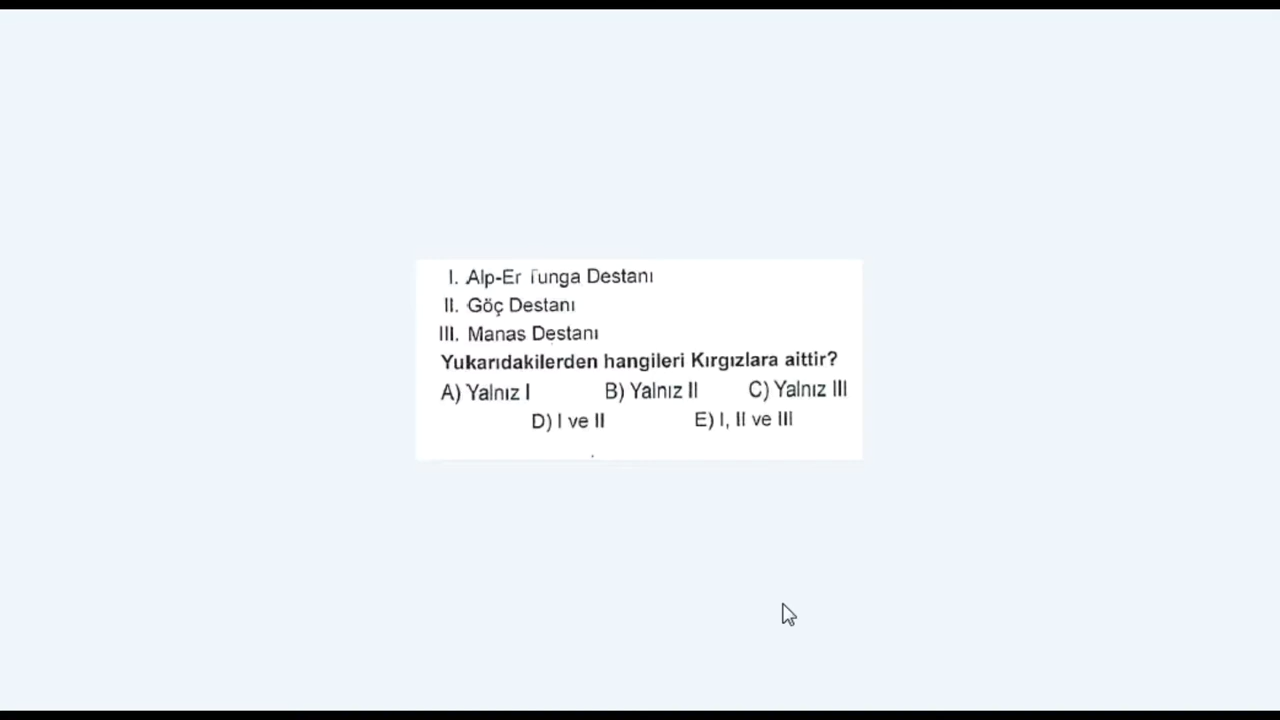 I. Alp-Er Tunga Destanı
II. Göç Destanı
III. Manas Destanı
Yukarıdakilerden hangileri Kırgızlara aittir?
A) Yalnız I B) Yalnız II C) Yalnız III
D) I ve II E) I, II ve III